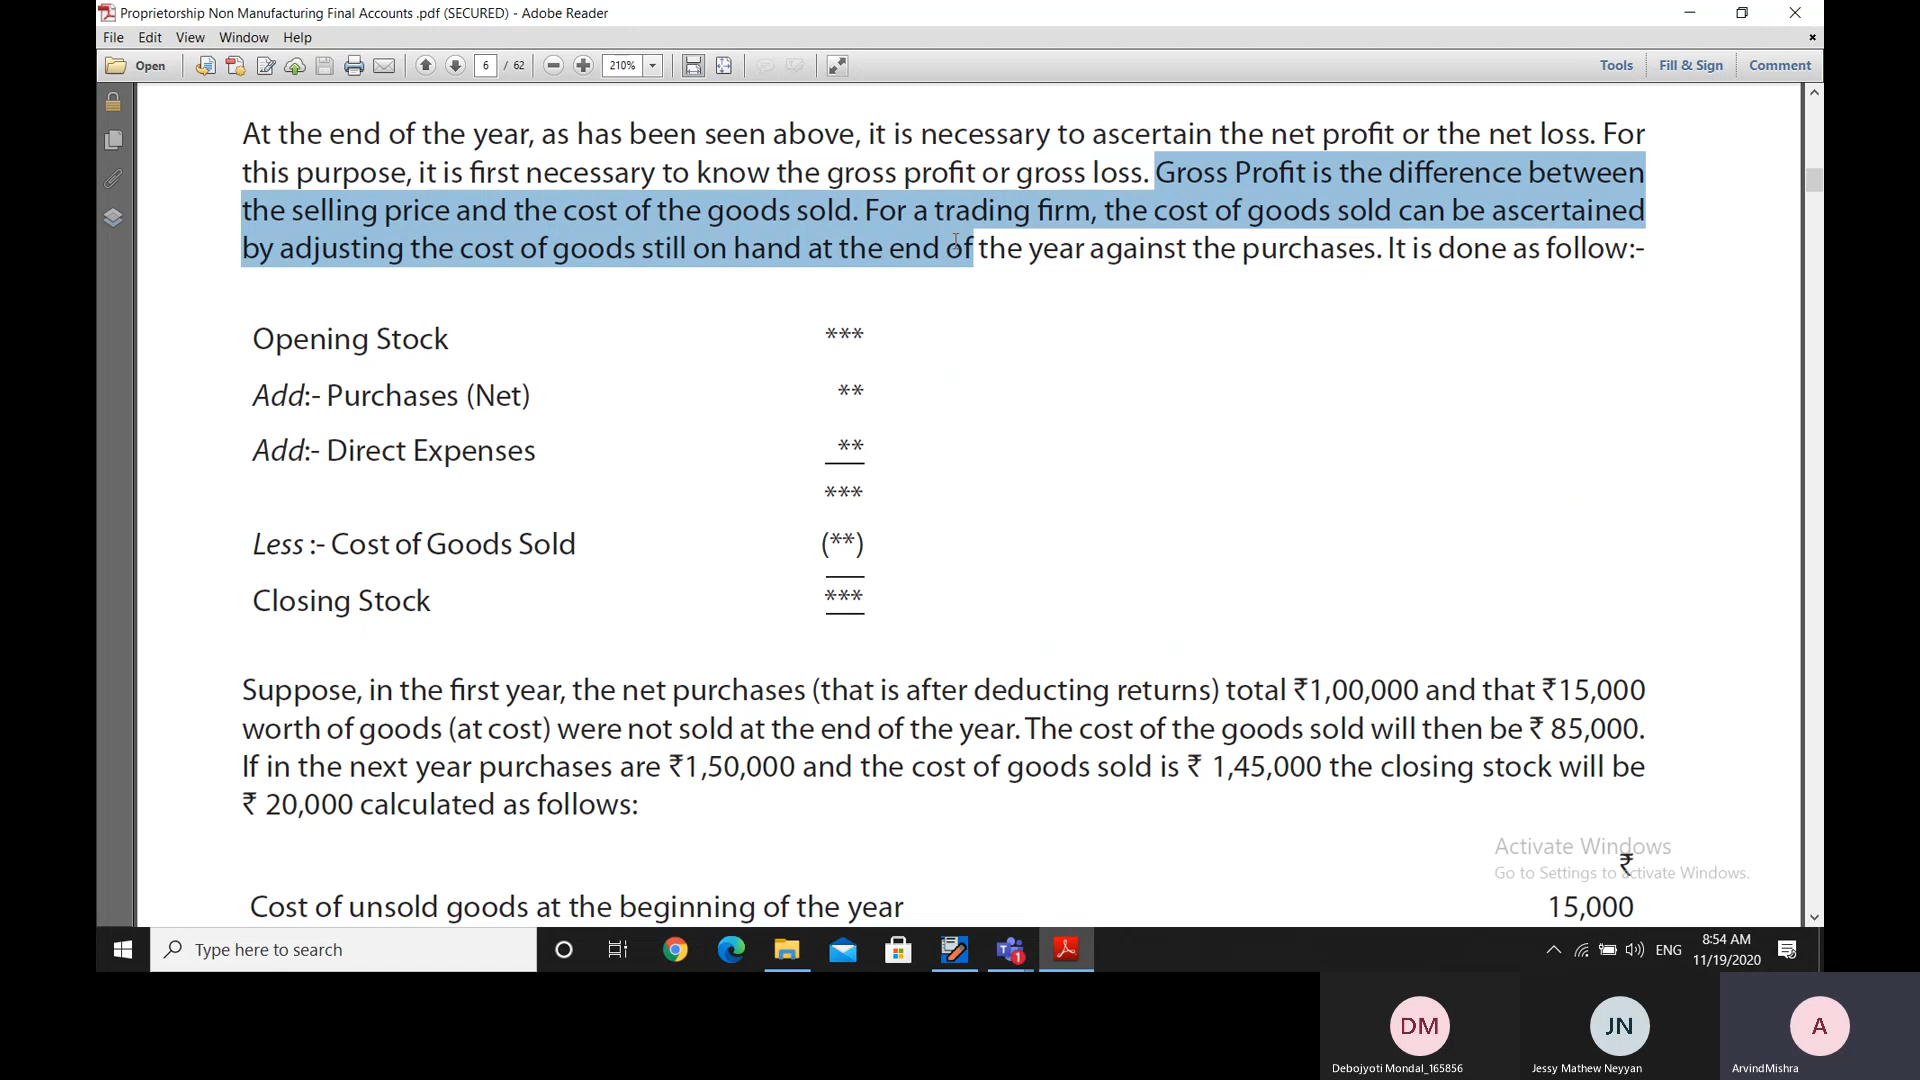 Proprietorship Non Manufacturing Final Accounts .pdf (SECURED) - Adobe Reader
File Edit View Window Help
Open 6 / 62 210% Tools Fill & Sign Comment
At the end of the year, as has been seen above, it is necessary to ascertain the net profit or the net loss. For
this purpose, it is first necessary to know the gross profit or gross loss. Gross Profit is the difference between
the selling price and the cost of the goods sold. For a trading firm, the cost of goods sold can be ascertained
by adjusting the cost of goods still on hand at the end of the year against the purchases. It is done as follow:-
Opening Stock ***
Add:- Purchases (Net) **
Add:- Direct Expenses **
***
Less :- Cost of Goods Sold (**)
Closing Stock ***
Suppose, in the first year, the net purchases (that is after deducting returns) total ₹1,00,000 and that ₹15,000
worth of goods (at cost) were not sold at the end of the year. The cost of the goods sold will then be ₹ 85,000.
If in the next year purchases are ₹1,50,000 and the cost of goods sold is ₹ 1,45,000 the closing stock will be
₹ 20,000 calculated as follows:
Activate Windows
₹
Go to Settings to activate Windows.
Cost of unsold goods at the beginning of the year 15,000
Type here to search
1
ENG
8:54 AM
11/19/2020
DM JN A
Debojyoti Mondal_165856 Jessy Mathew Neyyan ArvindMishra